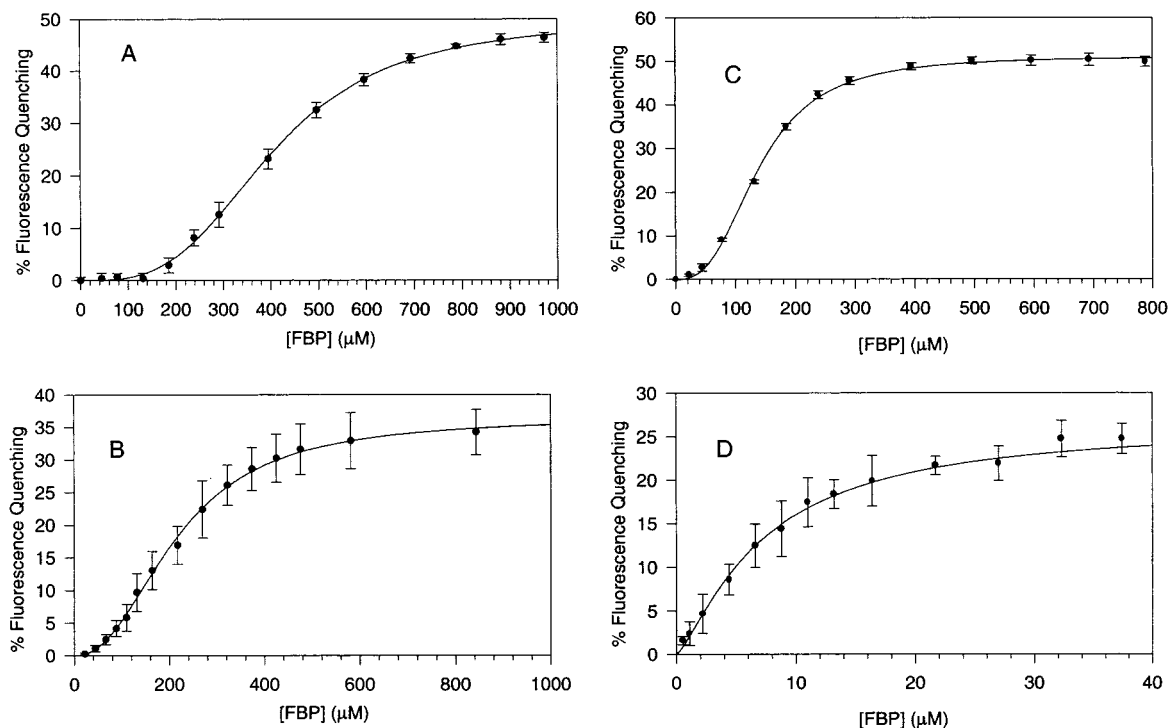 A
50
40
30
20
10
0
% Fluorescence Quenching
0 100 200 300 400 500 600 700 800 900 1000
[FBP] (μM)
C
60
50
40
30
20
10
0
% Fluorescence Quenching
0 100 200 300 400 500 600 700 800
[FBP] (μM)
B
40
35
30
25
20
15
10
5
0
% Fluorescence Quenching
0 200 400 600 800 1000
[FBP] (μM)
D
30
25
20
15
10
5
0
% Fluorescence Quenching
0 10 20 30 40
[FBP] (μM)